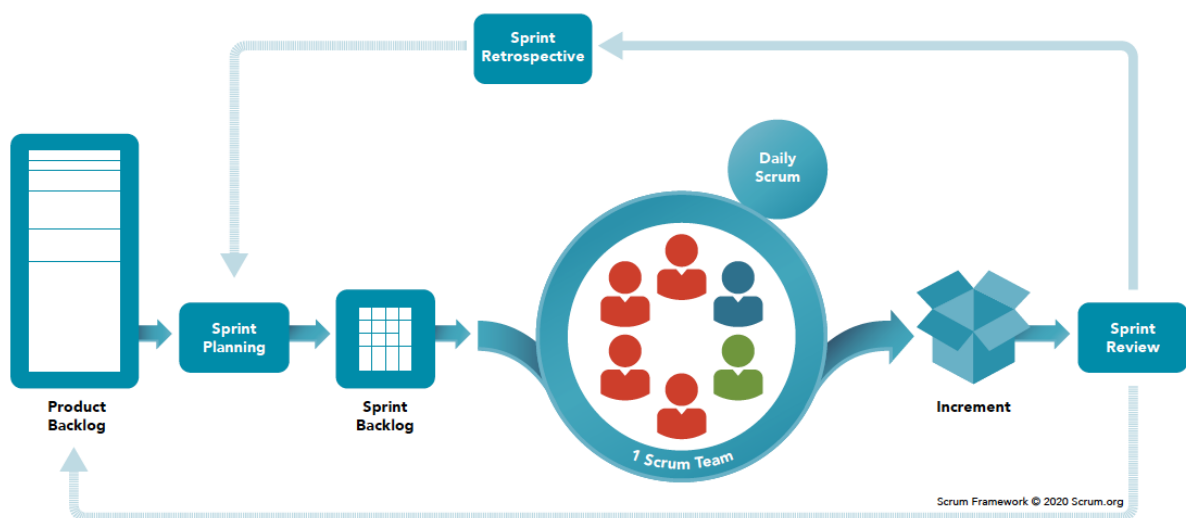 Sprint
Retrospective
Daily
Scrum
Sprint
Planning
Sprint
Review
Product
Backlog
Sprint
Backlog
Increment
1 Scrum Team
Scrum Framework © 2020 Scrum.org